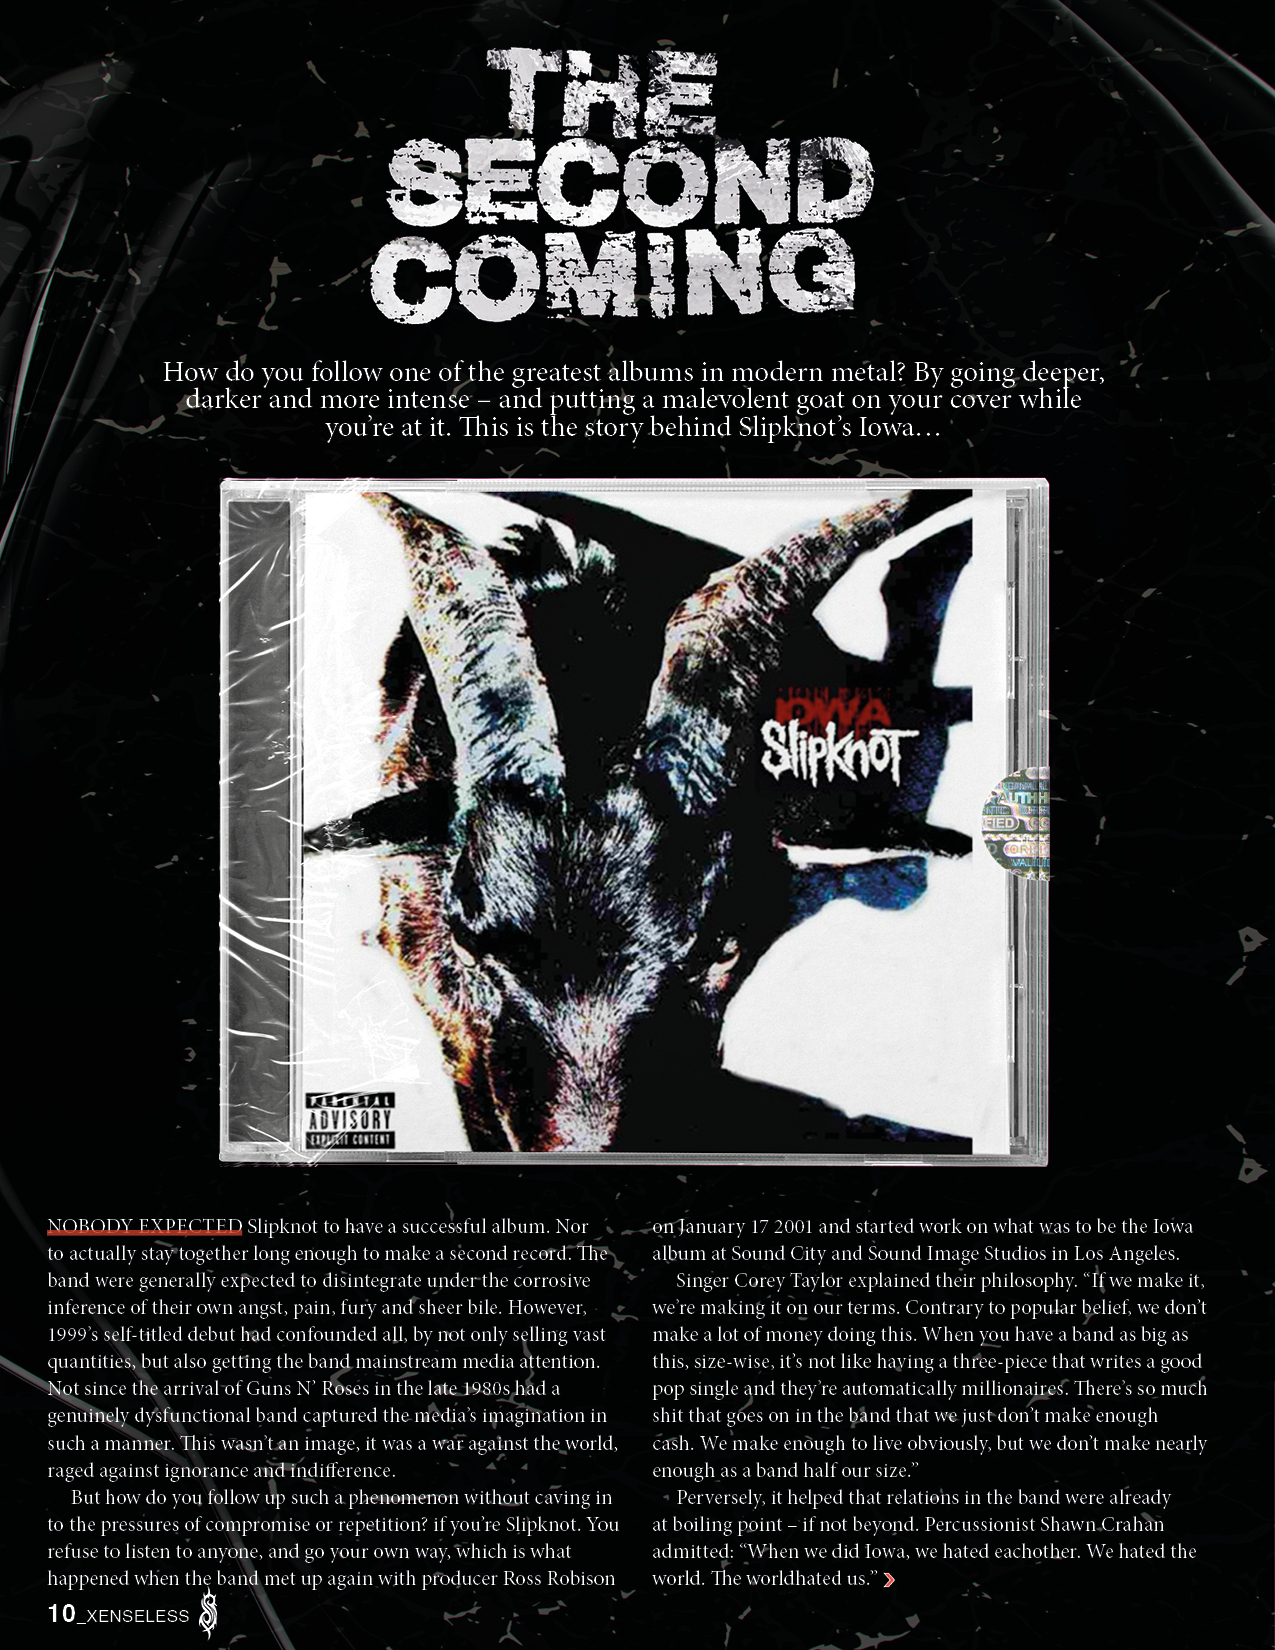 THE
SECOND
COMING
How do you follow one of the greatest albums in modern metal? By going deeper,
darker and more intense – and putting a malevolent goat on your cover while
you're at it. This is the story behind Slipknot's Iowa…
IOWA
Slipknot
AUTHH
FIED
ORI
VALI
PARENTAL
ADVISORY
EXPLICIT CONTENT
NOBODY EXPECTED Slipknot to have a successful album. Nor
to actually stay together long enough to make a second record. The
band were generally expected to disintegrate under the corrosive
inference of their own angst, pain, fury and sheer bile. However,
1999's self-titled debut had confounded all, by not only selling vast
quantities, but also getting the band mainstream media attention.
Not since the arrival of Guns N' Roses in the late 1980s had a
genuinely dysfunctional band captured the media's imagination in
such a manner. This wasn't an image, it was a war against the world,
raged against ignorance and indifference.
But how do you follow up such a phenomenon without caving in
to the pressures of compromise or repetition? if you're Slipknot. You
refuse to listen to anyone, and go your own way, which is what
happened when the band met up again with producer Ross Robison
on January 17 2001 and started work on what was to be the Iowa
album at Sound City and Sound Image Studios in Los Angeles.
Singer Corey Taylor explained their philosophy. “If we make it,
we're making it on our terms. Contrary to popular belief, we don't
make a lot of money doing this. When you have a band as big as
this, size-wise, it's not like haying a three-piece that writes a good
pop single and they're automatically millionaires. There's so much
shit that goes on in the band that we just don't make enough
cash. We make enough to live obviously, but we don't make nearly
enough as a band half our size.”
Perversely, it helped that relations in the band were already
at boiling point – if not beyond. Percussionist Shawn Crahan
admitted: “When we did Iowa, we hated eachother. We hated the
world. The worldhated us.”
10_XENSELESS